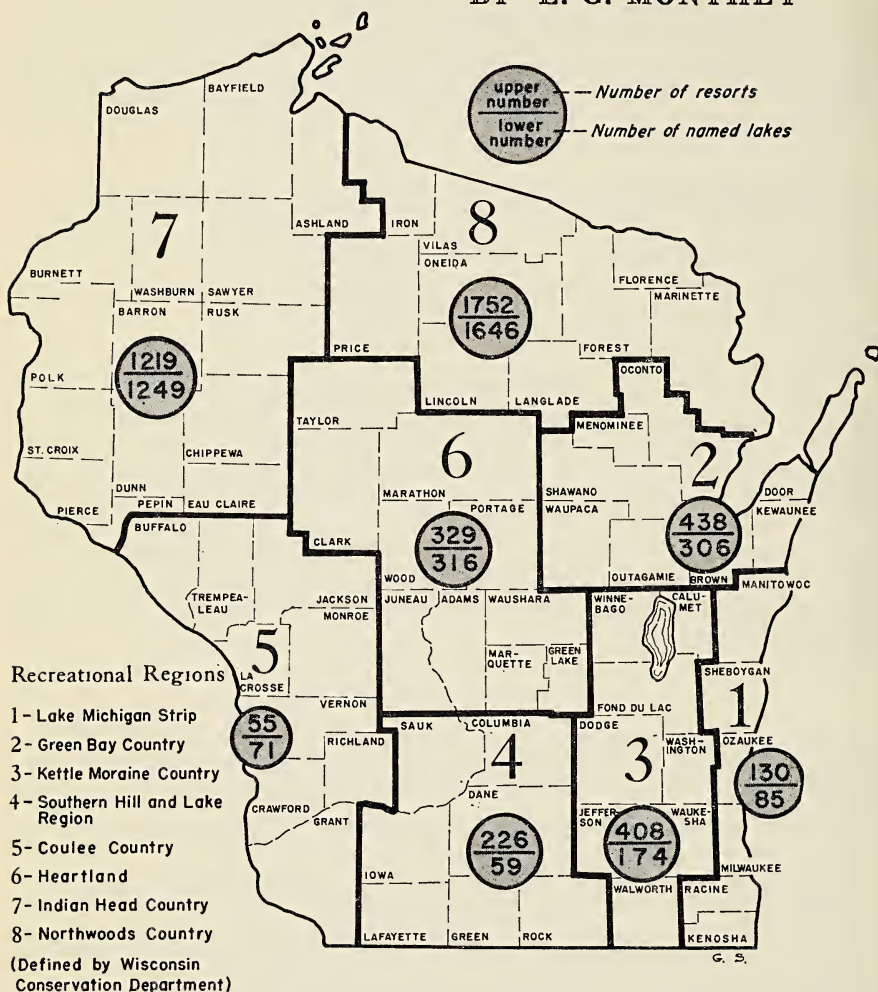 BY L. G. MONTHEY
upper
number
lower
number
Number of resorts
Number of named lakes
DOUGLAS
BAYFIELD
7
ASHLAND
IRON
8
VILAS
ONEIDA
FLORENCE
MARINETTE
BURNETT
WASHBURN
SAWYER
BARRON
RUSK
1752
1646
PRICE
FOREST
OCONTO
1219
1249
POLK
LINCOLN
LANGLADE
TAYLOR
MENOMINEE
ST. CROIX
CHIPPEWA
6
2
DUNN
PEPIN
EAU CLAIRE
PIERCE
MARATHON
PORTAGE
SHAWANO
WAUPACA
DOOR
KEWAUNEE
BUFFALO
CLARK
329
316
438
306
WOOD
OUTAGAMIE
BROWN
MANITOWOC
TREMPEA-
LEAU
JACKSON
MONROE
JUNEAU
ADAMS
WAUSHARA
WINNE-
BAGO
CALU-
MET
5
MAR-
QUETTE
GREEN
LAKE
LA
CROSSE
SHEBOYGAN
1
VERNON
FOND DU LAC
SAUK
COLUMBIA
DODGE
WASH-
INGTON
OZAUKEE
55
71
RICHLAND
4
3
DANE
130
85
CRAWFORD
GRANT
JEFFER-
SON
WAUKE-
SHA
226
59
408
174
IOWA
MILWAUKEE
WALWORTH
RACINE
LAFAYETTE
GREEN
ROCK
KENOSHA
G. S.
Recreational Regions
1- Lake Michigan Strip
2- Green Bay Country
3- Kettle Moraine Country
4- Southern Hill and Lake
Region
5- Coulee Country
6- Heartland
7- Indian Head Country
8- Northwoods Country
(Defined by Wisconsin
Conservation Department)